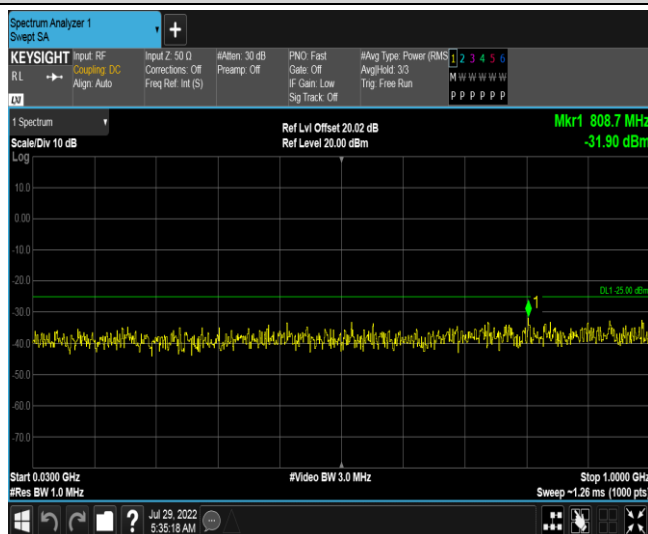 Spectrum Analyzer 1
Swept SA
KEYSIGHT
RL
LXI
Input: RF
Coupling: DC
Align: Auto
Input Z: 50 Ω
Corrections: Off
Freq Ref: Int (S)
#Atten: 30 dB
Preamp: Off
PNO: Fast
Gate: Off
IF Gain: Low
Sig Track: Off
#Avg Type: Power (RMS
Avg|Hold: 3/3
Trig: Free Run
1 2 3 4 5 6
M W W W W W
P P P P P P
1 Spectrum
Scale/Div 10 dB
Log
Ref Lvl Offset 20.02 dB
Ref Level 20.00 dBm
Mkr1 808.7 MHz
-31.90 dBm
10.0
0.00
-10.0
-20.0
DL1 -25.00 dBm
1
-30.0
-40.0
-50.0
-60.0
-70.0
Start 0.0300 GHz
#Video BW 3.0 MHz
Stop 1.0000 GHz
#Res BW 1.0 MHz
Sweep ~1.26 ms (1000 pts)
?
Jul 29, 2022
5:35:18 AM